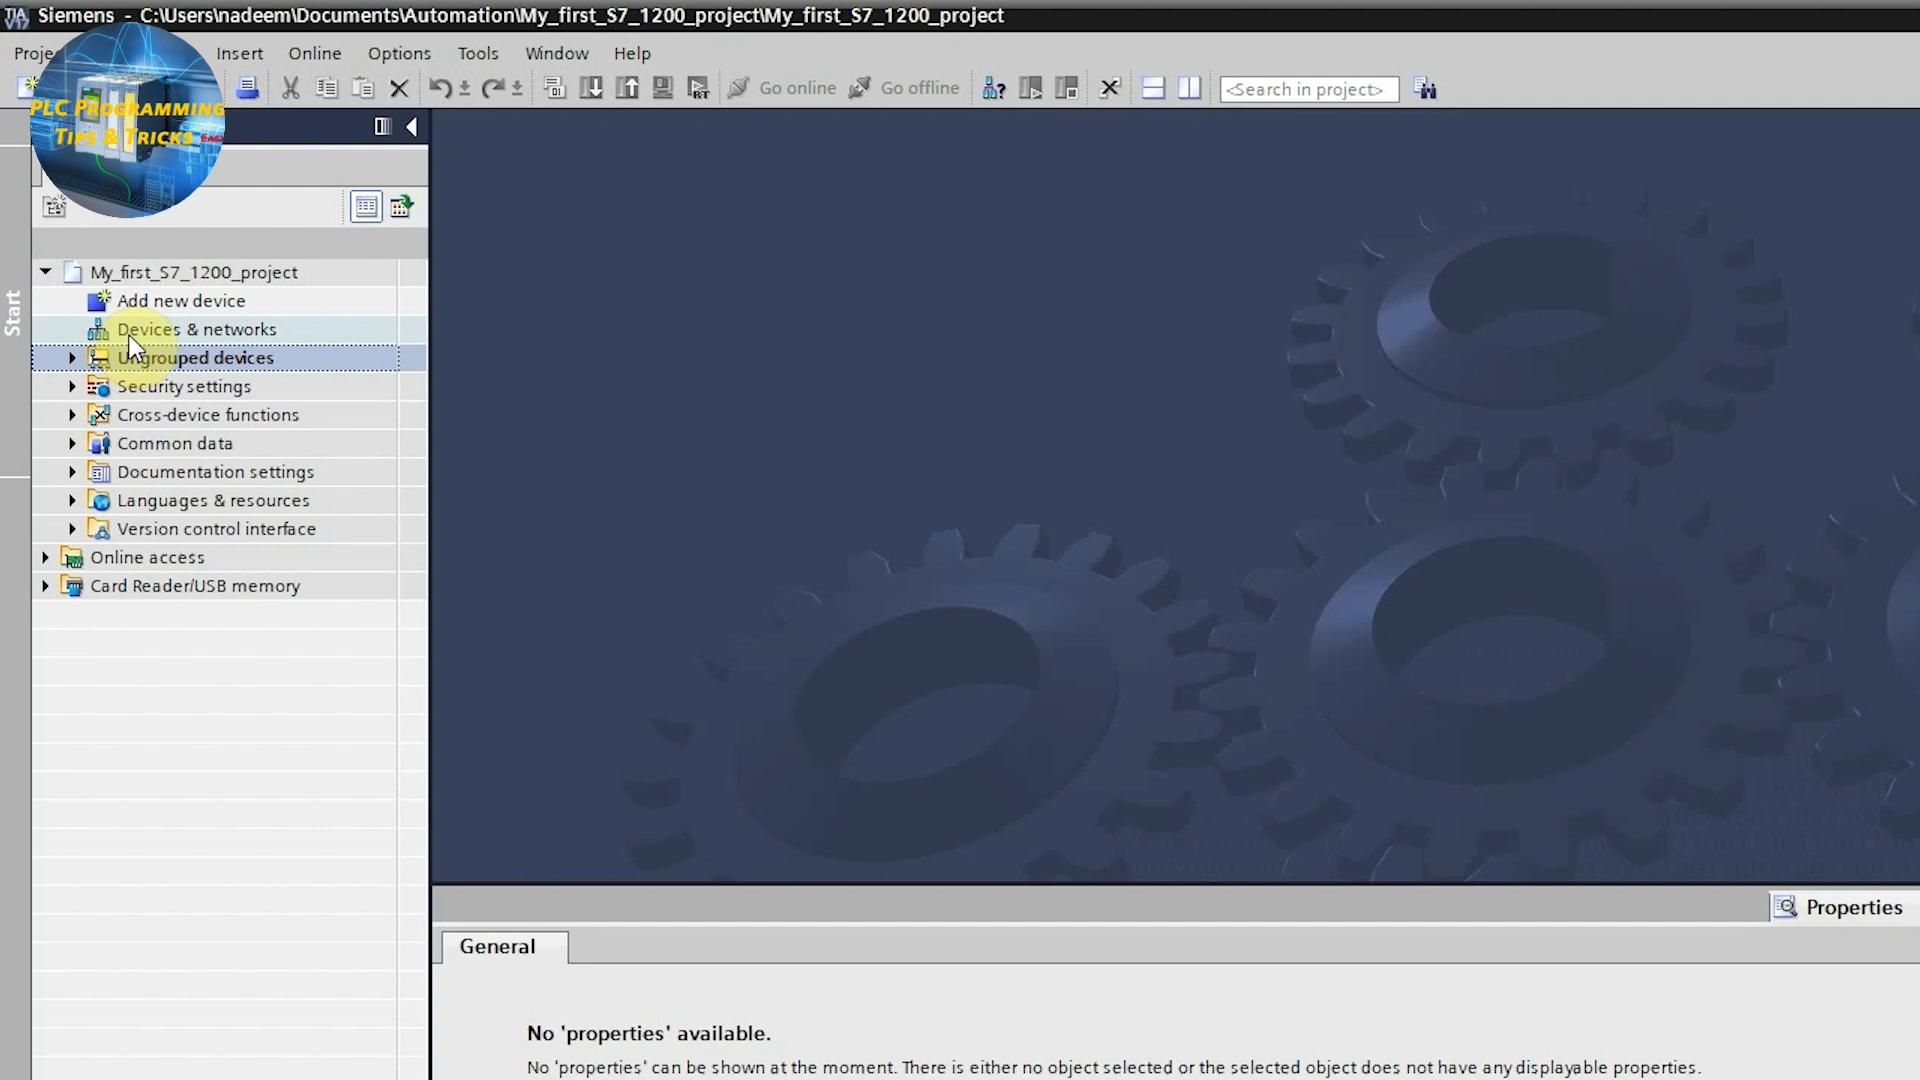 Siemens - C:\Users\nadeem\Documents\Automation\My_first_S7_1200_project\My_first_S7_1200_project
Insert Online Options Tools Window Help
Go online Go offline <Search in project>
PLC PROGRAMMING
TIPS & TRICKS EASY
Start
My_first_S7_1200_project
Add new device
Devices & networks
Ungrouped devices
Security settings
Cross-device functions
Common data
Documentation settings
Languages & resources
Version control interface
Online access
Card Reader/USB memory
Properties
General
No 'properties' available.
No 'properties' can be shown at the moment. There is either no object selected or the selected object does not have any displayable properties.